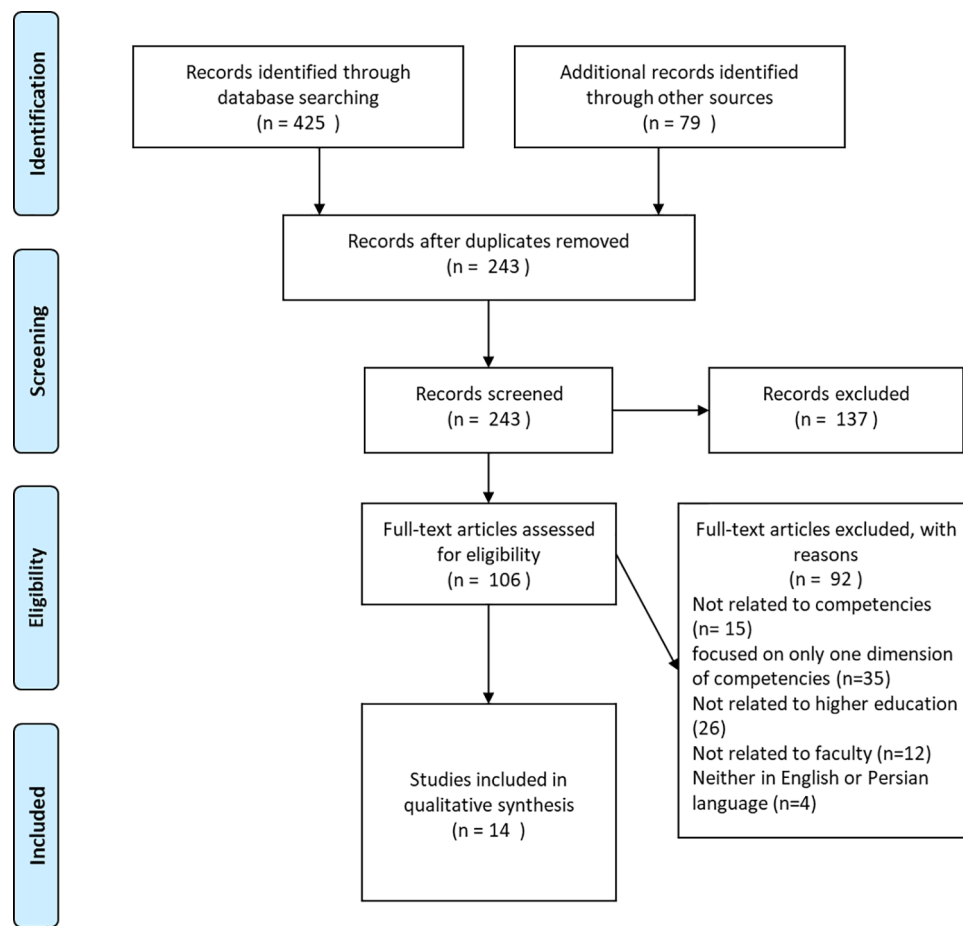 Identification
Records identified through
database searching
(n = 425 )
Additional records identified
through other sources
(n = 79 )
Screening
Records after duplicates removed
(n = 243 )
Records screened
(n = 243 )
Records excluded
(n = 137 )
Eligibility
Full-text articles assessed
for eligibility
(n = 106 )
Full-text articles excluded, with
reasons
(n = 92 )
Not related to competencies
(n= 15)
focused on only one dimension
of competencies (n=35)
Not related to higher education
(26)
Not related to faculty (n=12)
Neither in English or Persian
language (n=4)
Included
Studies included in
qualitative synthesis
(n = 14 )